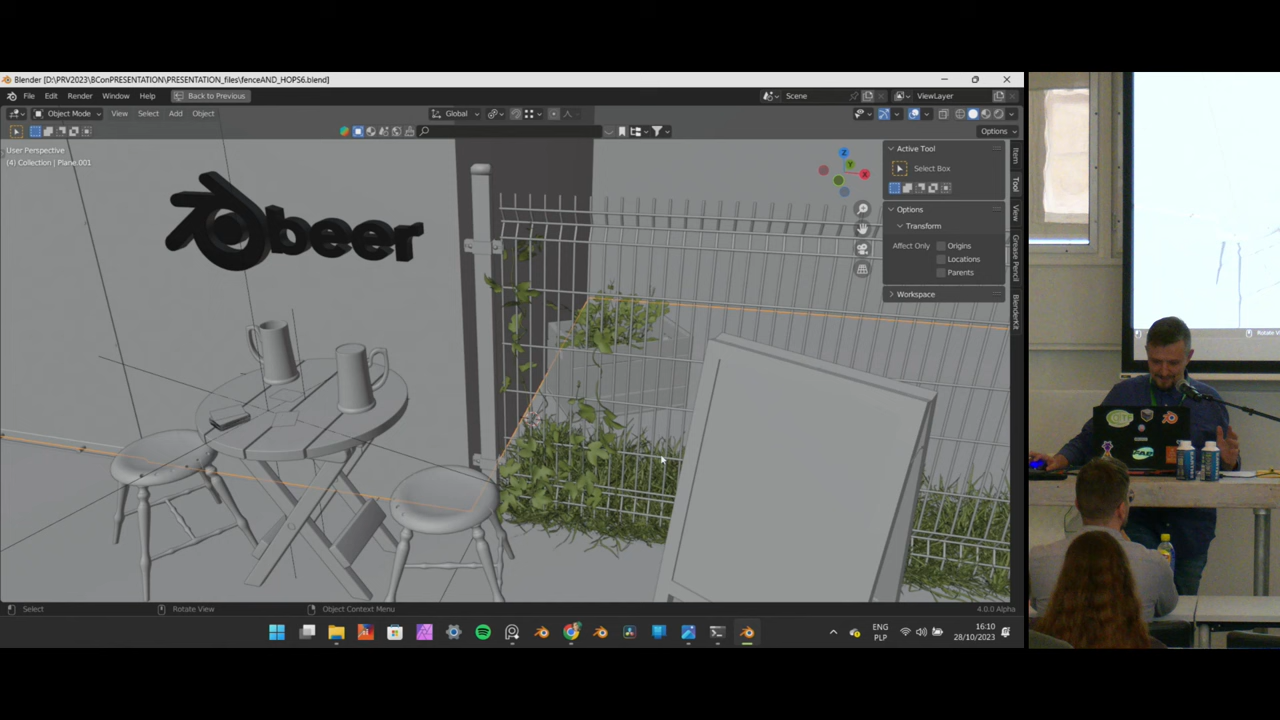 Blender [D:\PRV2023\BConPRESENTATION\PRESENTATION_files\fenceAND_HOPS6.blend]
File Edit Render Window Help Back to Previous
Scene
ViewLayer
Object Mode View Select Add Object
Global
Options
User Perspective
(4) Collection | Plane.001
Z
Y
X
Active Tool
Select Box
Options
Transform
Affect Only Origins
Locations
Parents
Workspace
Item
Tool
View
Grease Pencil
BlenderKit
beer
Select
Rotate View
Object Context Menu
4.0.0 Alpha
ENG
PLP
16:10
28/10/2023
Rotate V